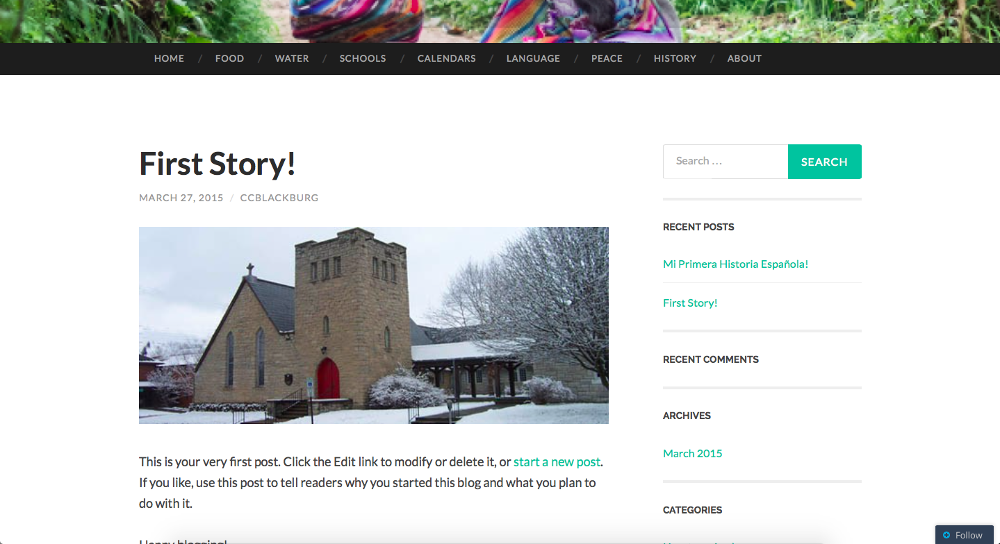 HOME / FOOD / WATER / SCHOOLS / CALENDARS / LANGUAGE / PEACE / HISTORY / ABOUT
First Story!
MARCH 27, 2015 / CCBLACKBURG
This is your very first post. Click the Edit link to modify or delete it, or start a new post.
If you like, use this post to tell readers why you started this blog and what you plan to
do with it.
Happy blogging!
Search …
SEARCH
RECENT POSTS
Mi Primera Historia Española!
First Story!
RECENT COMMENTS
ARCHIVES
March 2015
CATEGORIES
Follow